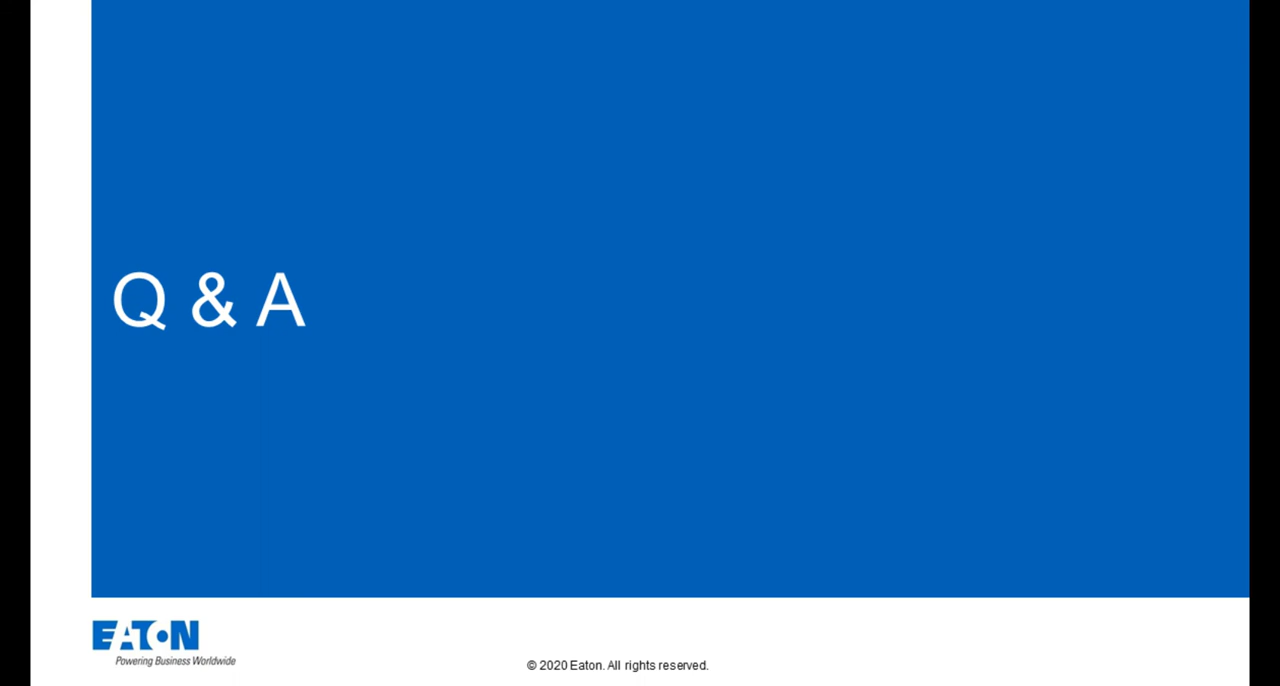 Q & A
EATON
Powering Business Worldwide
© 2020 Eaton. All rights reserved.